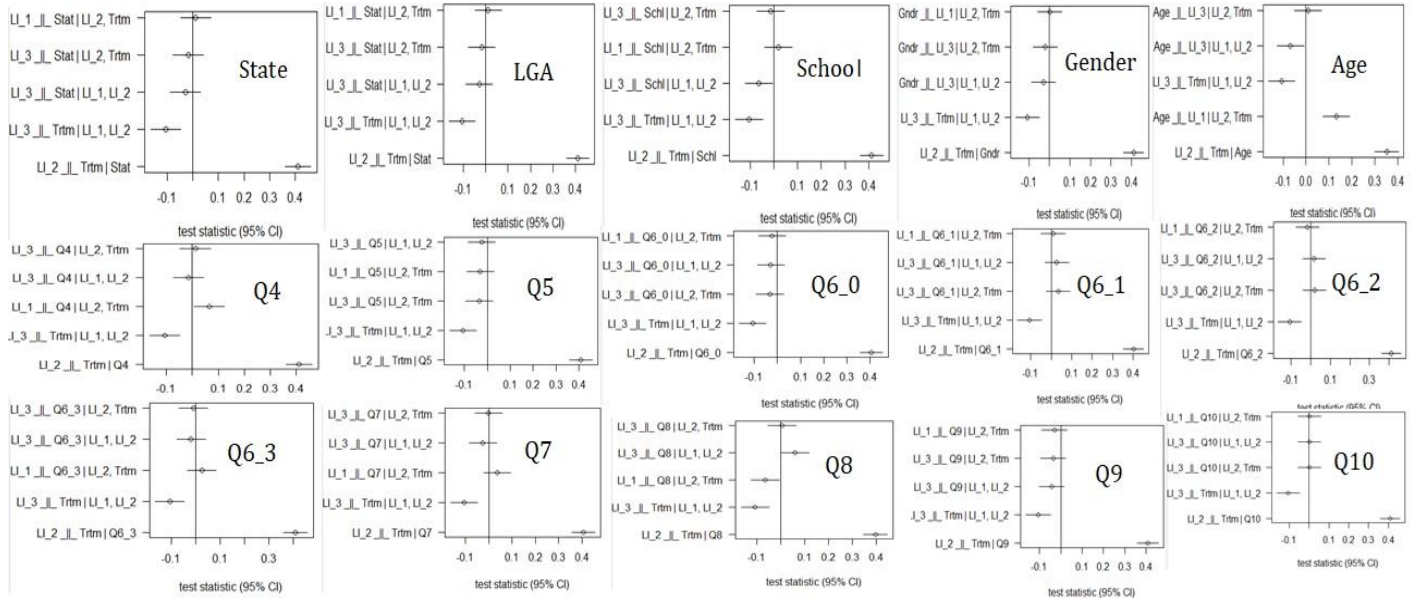 LI_1 _||_ Stat | LI_2, Trtm
LI_3 _||_ Stat | LI_2, Trtm
LI_3 _||_ Stat | LI_1, LI_2
LI_3 _||_ Trtm | LI_1, LI_2
LI_2 _||_ Trtm | Stat
State
-0.1 0.1 0.2 0.3 0.4
test statistic (95% CI)
LI_1 _||_ Stat | LI_2, Trtm
LI_3 _||_ Stat | LI_2, Trtm
LI_3 _||_ Stat | LI_1, LI_2
LI_3 _||_ Trtm | LI_1, LI_2
LI_2 _||_ Trtm | Stat
LGA
-0.1 0.1 0.2 0.3 0.4
test statistic (95% CI)
LI_3 _||_ Schl | LI_2, Trtm
LI_1 _||_ Schl | LI_2, Trtm
LI_3 _||_ Schl | LI_1, LI_2
LI_3 _||_ Trtm | LI_1, LI_2
LI_2 _||_ Trtm | Schl
School
-0.1 0.1 0.2 0.3 0.4
test statistic (95% CI)
Gndr _||_ LI_1 | LI_2, Trtm
Gndr _||_ LI_3 | LI_2, Trtm
Gndr _||_ LI_3 | LI_1, LI_2
LI_3 _||_ Trtm | LI_1, LI_2
LI_2 _||_ Trtm | Gndr
Gender
-0.1 0.1 0.2 0.3 0.4
test statistic (95% CI)
Age _||_ LI_3 | LI_2, Trtm
Age _||_ LI_3 | LI_1, LI_2
LI_3 _||_ Trtm | LI_1, LI_2
Age _||_ LI_1 | LI_2, Trtm
LI_2 _||_ Trtm | Age
Age
-0.1 0.0 0.1 0.2 0.3 0.4
test statistic (95% CI)
LI_3 _||_ Q4 | LI_2, Trtm
LI_3 _||_ Q4 | LI_1, LI_2
LI_1 _||_ Q4 | LI_2, Trtm
LI_3 _||_ Trtm | LI_1, LI_2
LI_2 _||_ Trtm | Q4
Q4
-0.1 0.1 0.2 0.3 0.4
test statistic (95% CI)
LI_3 _||_ Q5 | LI_1, LI_2
LI_1 _||_ Q5 | LI_2, Trtm
LI_3 _||_ Q5 | LI_2, Trtm
LI_3 _||_ Trtm | LI_1, LI_2
LI_2 _||_ Trtm | Q5
Q5
-0.1 0.1 0.2 0.3 0.4
test statistic (95% CI)
LI_1 _||_ Q6_0 | LI_2, Trtm
LI_3 _||_ Q6_0 | LI_1, LI_2
LI_3 _||_ Q6_0 | LI_2, Trtm
LI_3 _||_ Trtm | LI_1, LI_2
LI_2 _||_ Trtm | Q6_0
Q6_0
-0.1 0.1 0.2 0.3 0.4
test statistic (95% CI)
LI_1 _||_ Q6_1 | LI_2, Trtm
LI_3 _||_ Q6_1 | LI_1, LI_2
LI_3 _||_ Q6_1 | LI_2, Trtm
LI_3 _||_ Trtm | LI_1, LI_2
LI_2 _||_ Trtm | Q6_1
Q6_1
-0.1 0.1 0.2 0.3 0.4
test statistic (95% CI)
LI_1 _||_ Q6_2 | LI_2, Trtm
LI_3 _||_ Q6_2 | LI_1, LI_2
LI_3 _||_ Q6_2 | LI_2, Trtm
LI_3 _||_ Trtm | LI_1, LI_2
LI_2 _||_ Trtm | Q6_2
Q6_2
-0.1 0.1 0.2 0.3 0.4
test statistic (95% CI)
LI_3 _||_ Q6_3 | LI_2, Trtm
LI_3 _||_ Q6_3 | LI_1, LI_2
LI_1 _||_ Q6_3 | LI_2, Trtm
LI_3 _||_ Trtm | LI_1, LI_2
LI_2 _||_ Trtm | Q6_3
Q6_3
-0.1 0.1 0.2 0.3 0.4
test statistic (95% CI)
LI_3 _||_ Q7 | LI_2, Trtm
LI_3 _||_ Q7 | LI_1, LI_2
LI_1 _||_ Q7 | LI_2, Trtm
LI_3 _||_ Trtm | LI_1, LI_2
LI_2 _||_ Trtm | Q7
Q7
-0.1 0.1 0.2 0.3 0.4
test statistic (95% CI)
LI_3 _||_ Q8 | LI_2, Trtm
LI_3 _||_ Q8 | LI_1, LI_2
LI_1 _||_ Q8 | LI_2, Trtm
LI_3 _||_ Trtm | LI_1, LI_2
LI_2 _||_ Trtm | Q8
Q8
-0.1 0.1 0.2 0.3 0.4
test statistic (95% CI)
LI_1 _||_ Q9 | LI_2, Trtm
LI_3 _||_ Q9 | LI_2, Trtm
LI_3 _||_ Q9 | LI_1, LI_2
LI_3 _||_ Trtm | LI_1, LI_2
LI_2 _||_ Trtm | Q9
Q9
-0.1 0.1 0.2 0.3 0.4
test statistic (95% CI)
LI_1 _||_ Q10 | LI_2, Trtm
LI_3 _||_ Q10 | LI_1, LI_2
LI_3 _||_ Q10 | LI_2, Trtm
LI_3 _||_ Trtm | LI_1, LI_2
LI_2 _||_ Trtm | Q10
Q10
-0.1 0.1 0.2 0.3 0.4
test statistic (95% CI)